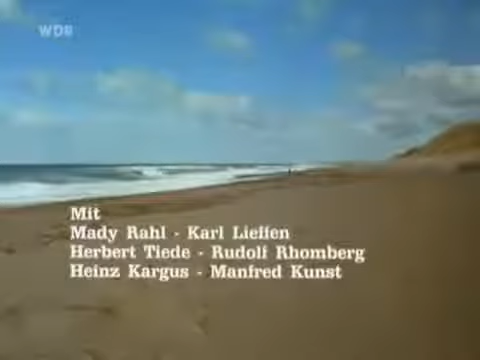 WDR
Mit
Mady Rahl - Karl Lieffen
Herbert Tiede - Rudolf Rhomberg
Heinz Kargus - Manfred Kunst